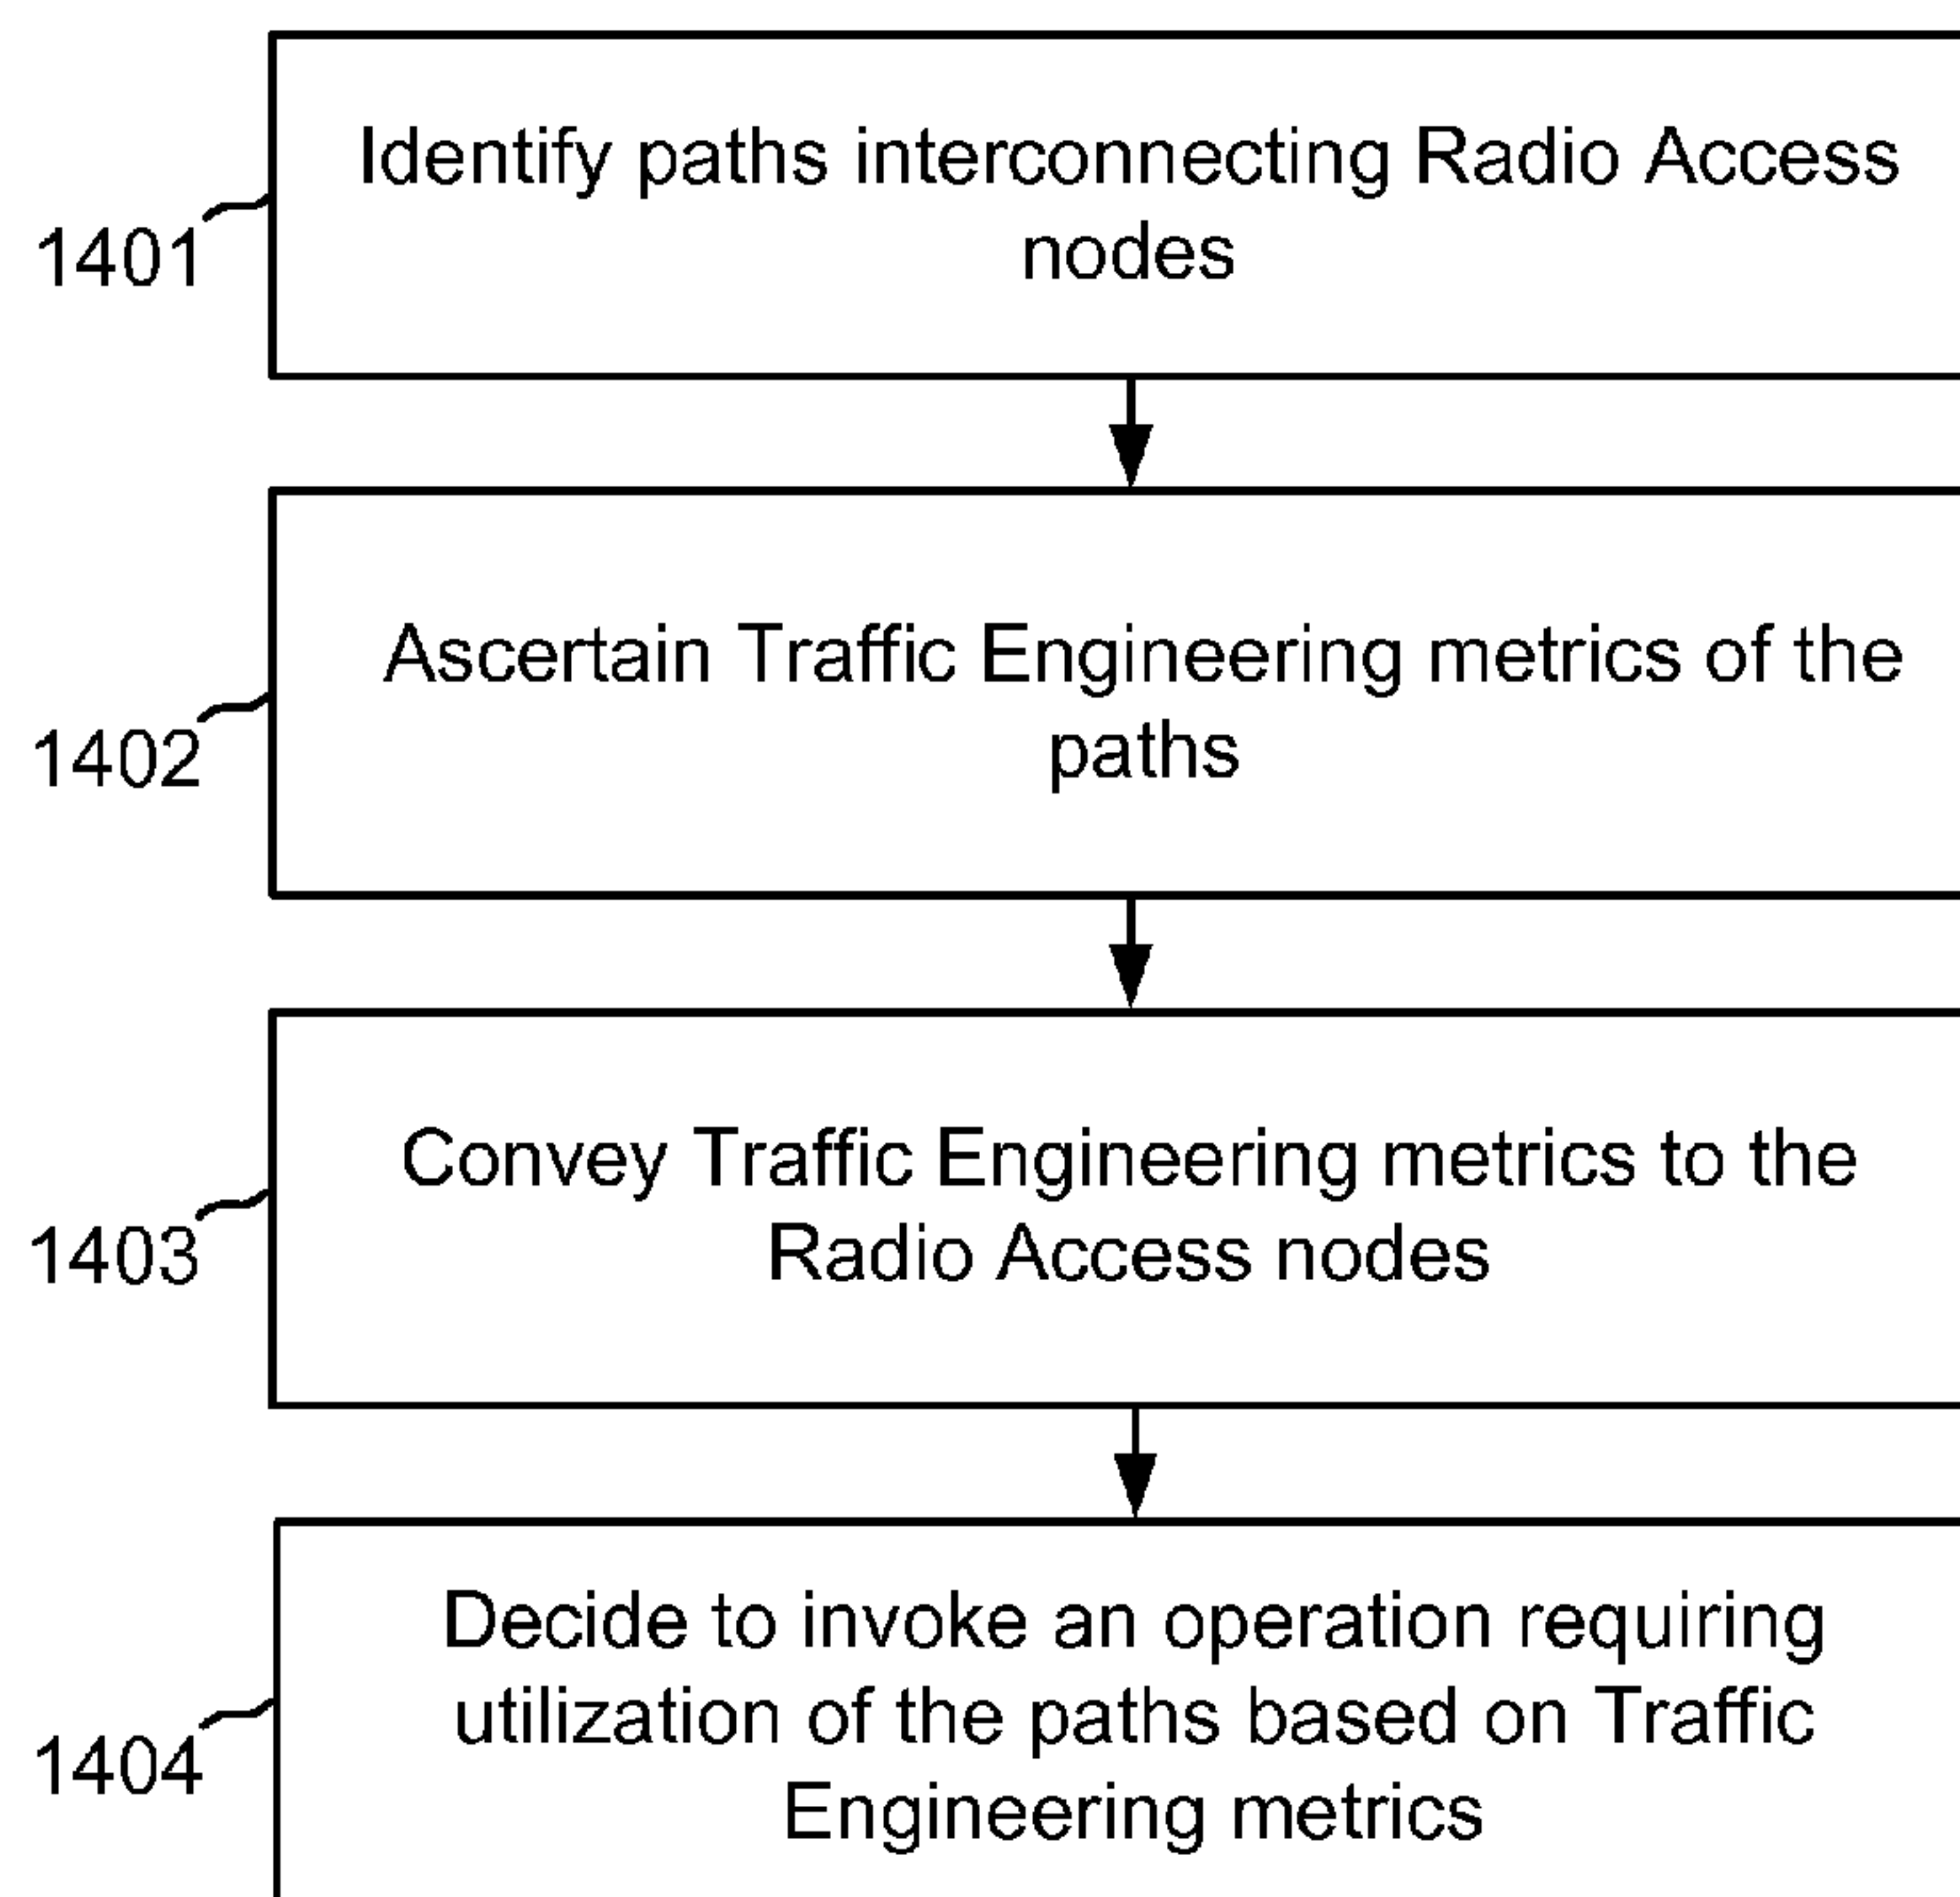 Identify paths interconnecting Radio Access
nodes
1401
Ascertain Traffic Engineering metrics of the
paths
1402
Convey Traffic Engineering metrics to the
Radio Access nodes
1403
Decide to invoke an operation requiring
utilization of the paths based on Traffic
Engineering metrics
1404